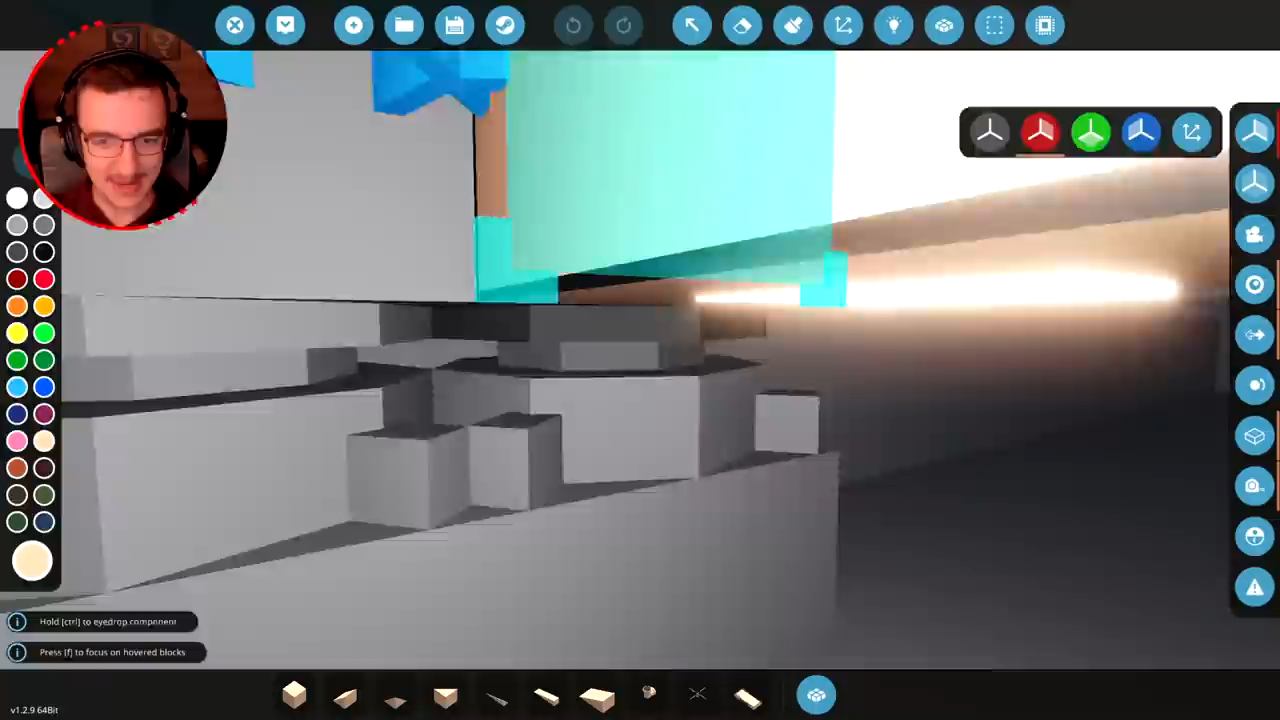 Hold [ctrl] to eyedrop component
Press [f] to focus on hovered blocks
v1.2.9 64Bit